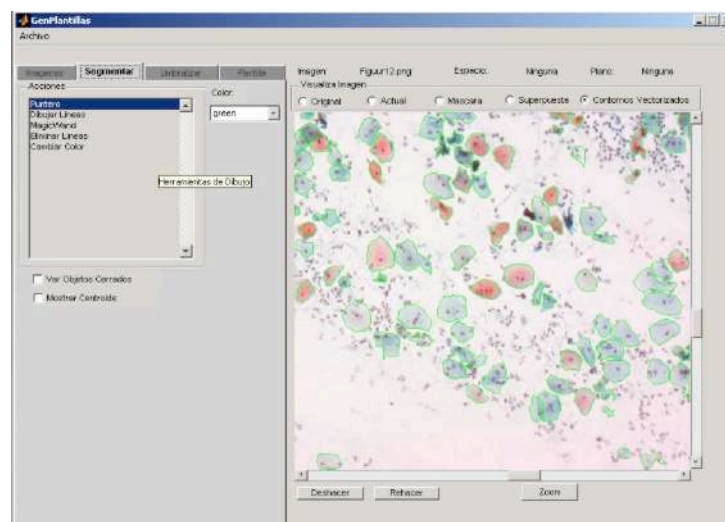 GenPlantillas
Archivo
Imagenes Segmentar Umbralizar Plantilla
Imagen: Figuur12.png Espacio: Ninguna Plano: Ninguna
Acciones
Color:
Visualiza Imagen
Puntero
Dibujar Lineas
MagicWand
Eliminar Lineas
Cambiar Color
green
Original Actual Mascara Superpuesta Contornos Vectorizados
Herramientas de Dibujo
Ver Objetos Cerrados
Mostrar Centroide
Deshacer Rehacer Zoom